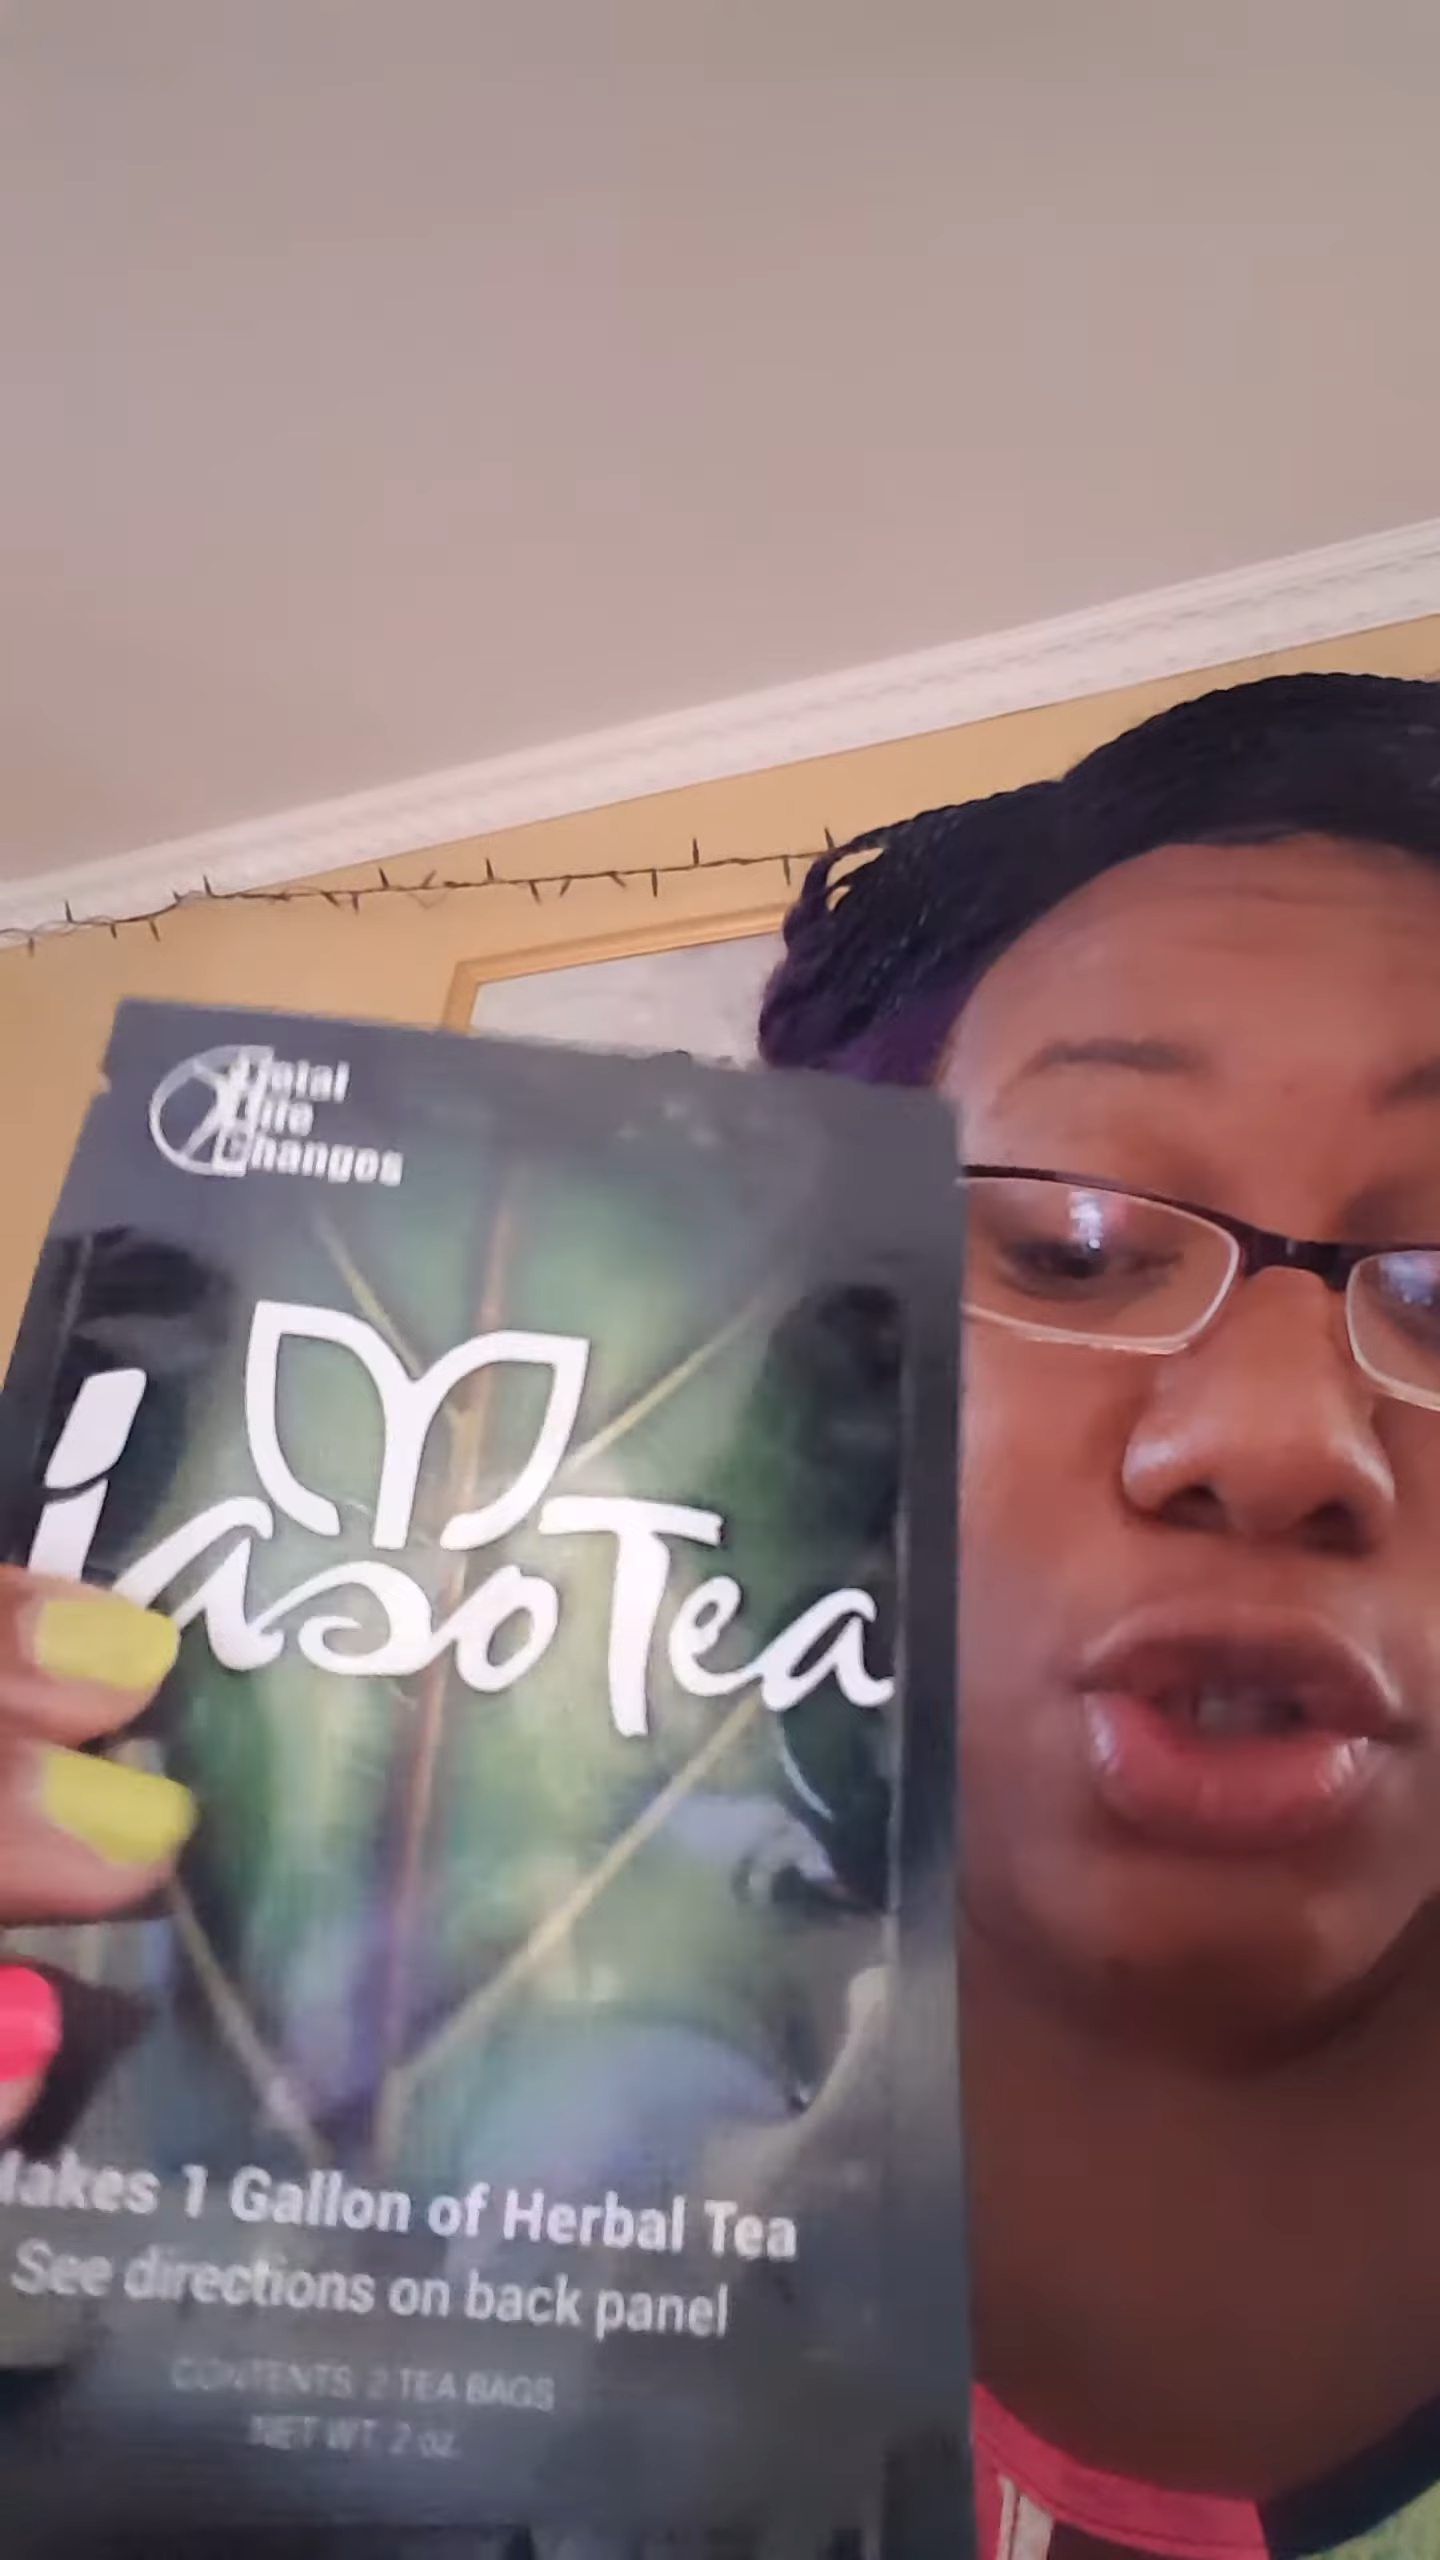 Total
Life
Changes
iasoTea
Makes 1 Gallon of Herbal Tea
See directions on back panel
CONTENTS: 2 TEA BAGS
NET WT. 2 oz.